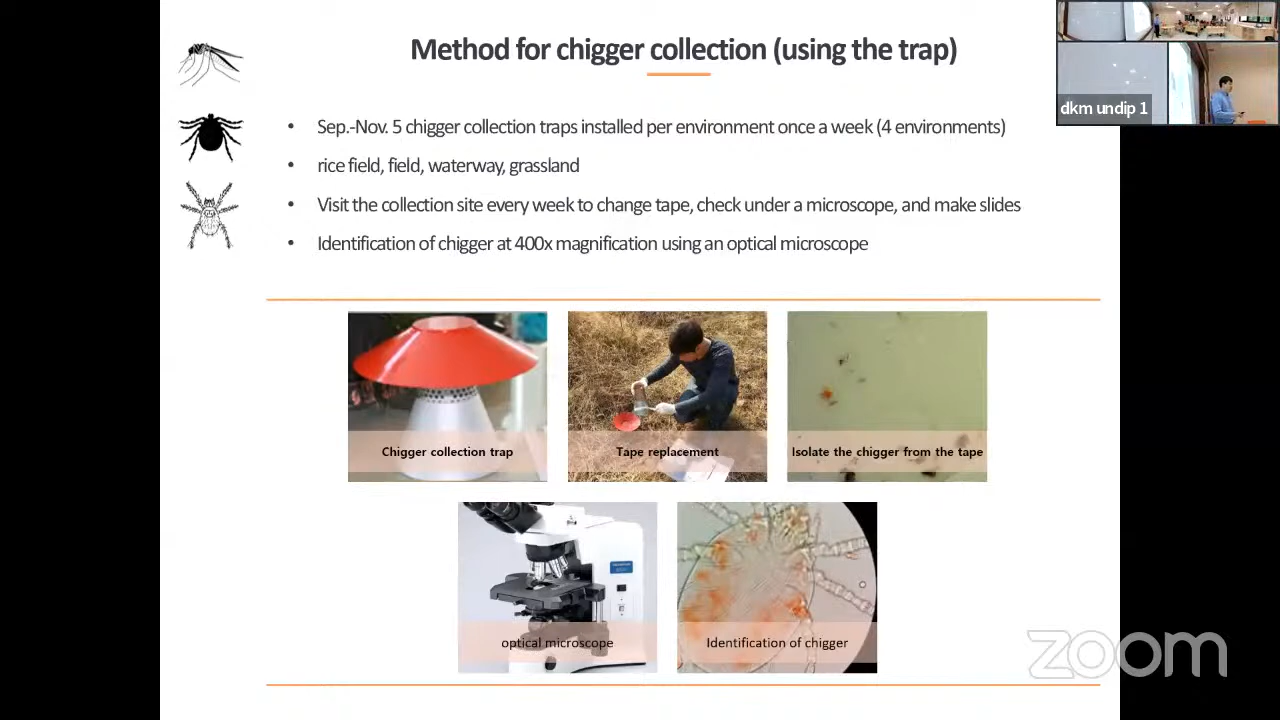 Method for chigger collection (using the trap)
dkm undip 1
• Sep.-Nov. 5 chigger collection traps installed per environment once a week (4 environments)
• rice field, field, waterway, grassland
• Visit the collection site every week to change tape, check under a microscope, and make slides
• Identification of chigger at 400x magnification using an optical microscope
Chigger collection trap
Tape replacement
Isolate the chigger from the tape
optical microscope
Identification of chigger
zoom